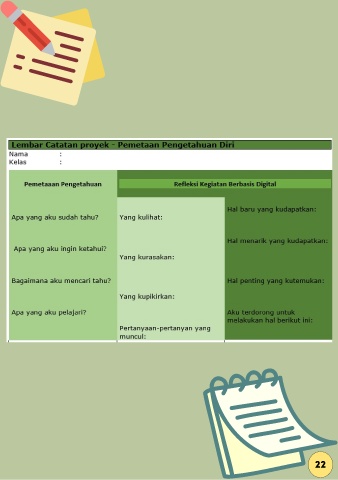 Lembar Catatan proyek - Pemetaan Pengetahuan Diri
Nama :
Kelas :
Pemetaaan Pengetahuan
Refleksi Kegiatan Berbasis Digital
Apa yang aku sudah tahu?
Apa yang aku ingin ketahui?
Bagaimana aku mencari tahu?
Apa yang aku pelajari?
Yang kulihat:
Yang kurasakan:
Yang kupikirkan:
Pertanyaan-pertanyan yang
muncul:
Hal baru yang kudapatkan:
Hal menarik yang kudapatkan:
Hal penting yang kutemukan:
Aku terdorong untuk
melakukan hal berikut ini:
22